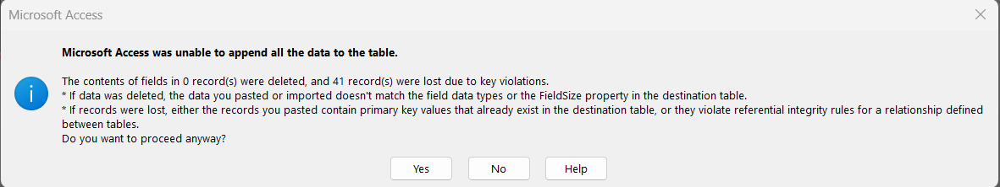 Microsoft Access
Microsoft Access was unable to append all the data to the table.
The contents of fields in 0 record(s) were deleted, and 41 record(s) were lost due to key violations.
* If data was deleted, the data you pasted or imported doesn't match the field data types or the FieldSize property in the destination table.
* If records were lost, either the records you pasted contain primary key values that already exist in the destination table, or they violate referential integrity rules for a relationship defined
between tables.
Do you want to proceed anyway?
Yes No Help